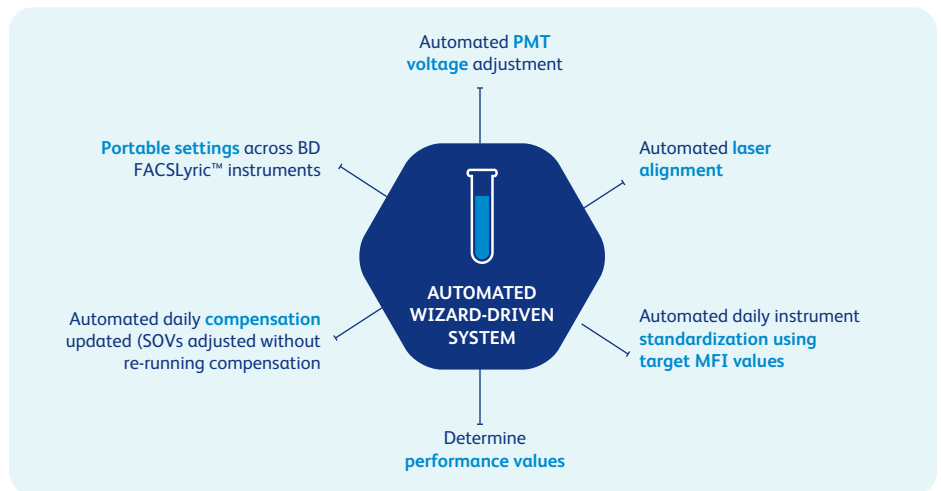 Automated PMT
voltage adjustment
Portable settings across BD
FACSLyric™ instruments
Automated laser
alignment
AUTOMATED
WIZARD-DRIVEN
SYSTEM
Automated daily compensation
updated (SOVs adjusted without
re-running compensation
Automated daily instrument
standardization using
target MFI values
Determine
performance values